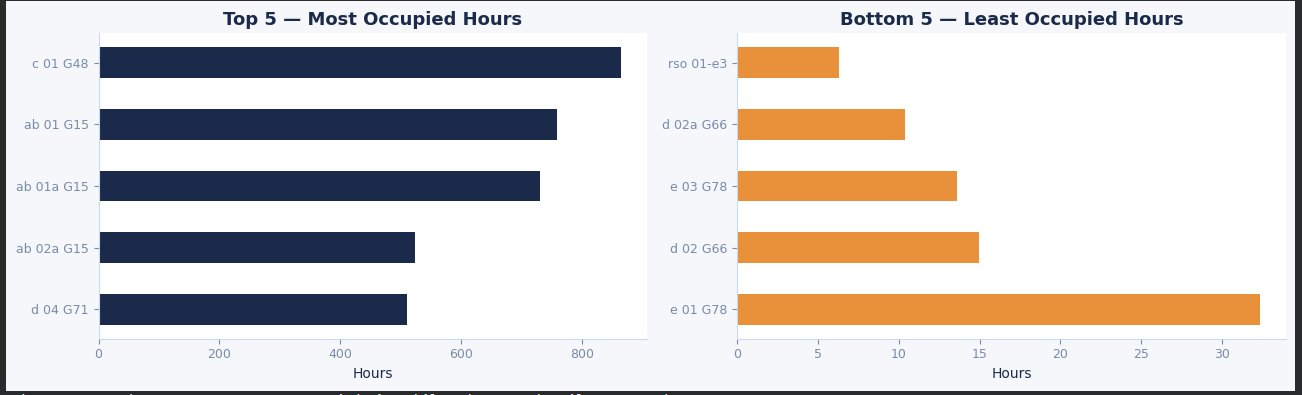 Top 5 — Most Occupied Hours
c 01 G48
ab 01 G15
ab 01a G15
ab 02a G15
d 04 G71
0 200 400 600 800
Hours
Bottom 5 — Least Occupied Hours
rso 01-e3
d 02a G66
e 03 G78
d 02 G66
e 01 G78
0 5 10 15 20 25 30
Hours